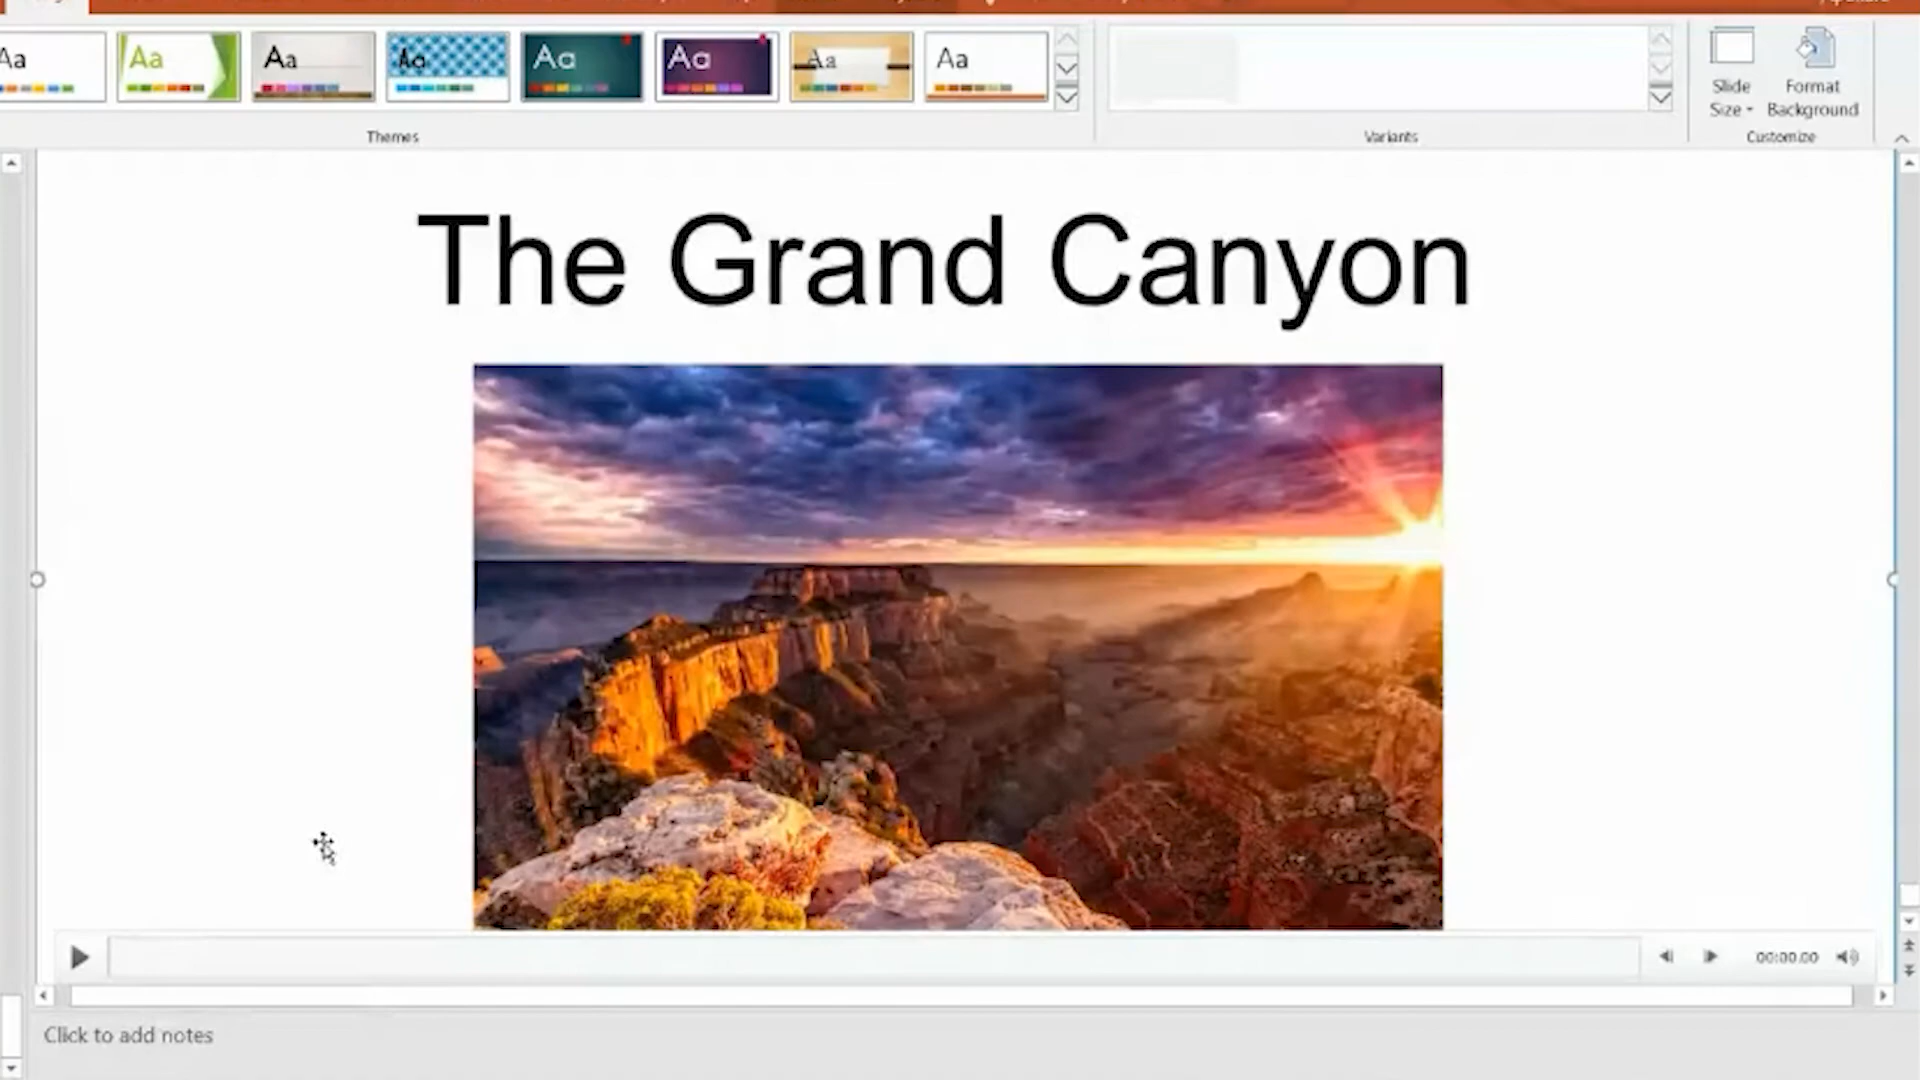 Aa Aa Aa Aa Aa Aa Aa Aa
Slide Size
Format Background
Themes
Variants
Customize
The Grand Canyon
00:00.00
Click to add notes